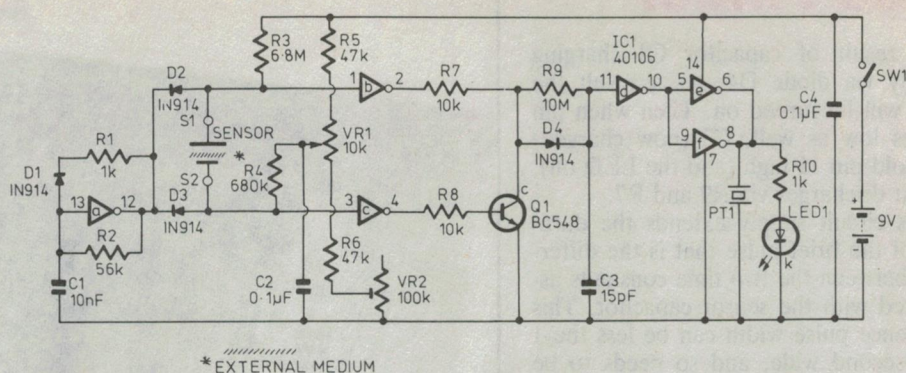 result of capacitor C
R3
6.8M
R5
47k
IC1
40106
SW1
D2
IN914
S1
SENSOR
*
S2
R1
1k
D1
IN914
13 a 12
R2
56k
C1
10nF
D3
IN914
R4
680k
VR1
10k
1 b 2
3 c 4
R7
10k
R8
10k
R9
10M
D4
IN914
c
Q1
BC548
11 d 10
14
5 e 6
9 f 8
7
C4
0·1µF
R10
1k
PT1
LED1
k
9V
C2
0·1µF
R6
47k
VR2
100k
C3
15pF
* EXTERNAL MEDIUM